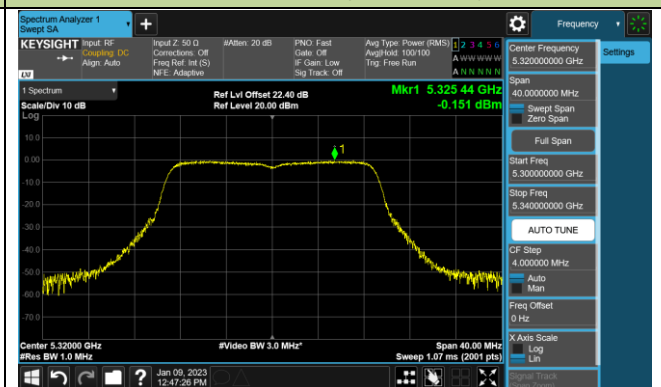 Spectrum Analyzer 1
Swept SA
Frequency
KEYSIGHT
Input: RF
Coupling: DC
Align: Auto
Input Z: 50 Ω
Corrections: Off
Freq Ref: Int (S)
NFE: Adaptive
#Atten: 20 dB
PNO: Fast
Gate: Off
IF Gain: Low
Sig Track: Off
Avg Type: Power (RMS)
Avg|Hold: 100/100
Trig: Free Run
1 2 3 4 5 6
A W W W W W
A N N N N N
LVI
1 Spectrum
Scale/Div 10 dB
Log
Ref Lvl Offset 22.40 dB
Ref Level 20.00 dBm
Mkr1 5.325 44 GHz
-0.151 dBm
10.0
0.00
-10.0
-20.0
-30.0
-40.0
-50.0
-60.0
-70.0
1
Center 5.32000 GHz
#Res BW 1.0 MHz
#Video BW 3.0 MHz*
Span 40.00 MHz
Sweep 1.07 ms (2001 pts)
Jan 09, 2023
12:47:26 PM
Center Frequency
5.320000000 GHz
Settings
Span
40.0000000 MHz
Swept Span
Zero Span
Full Span
Start Freq
5.300000000 GHz
Stop Freq
5.340000000 GHz
AUTO TUNE
CF Step
4.000000 MHz
Auto
Man
Freq Offset
0 Hz
X Axis Scale
Log
Lin
Signal Track
(Span Zoom)